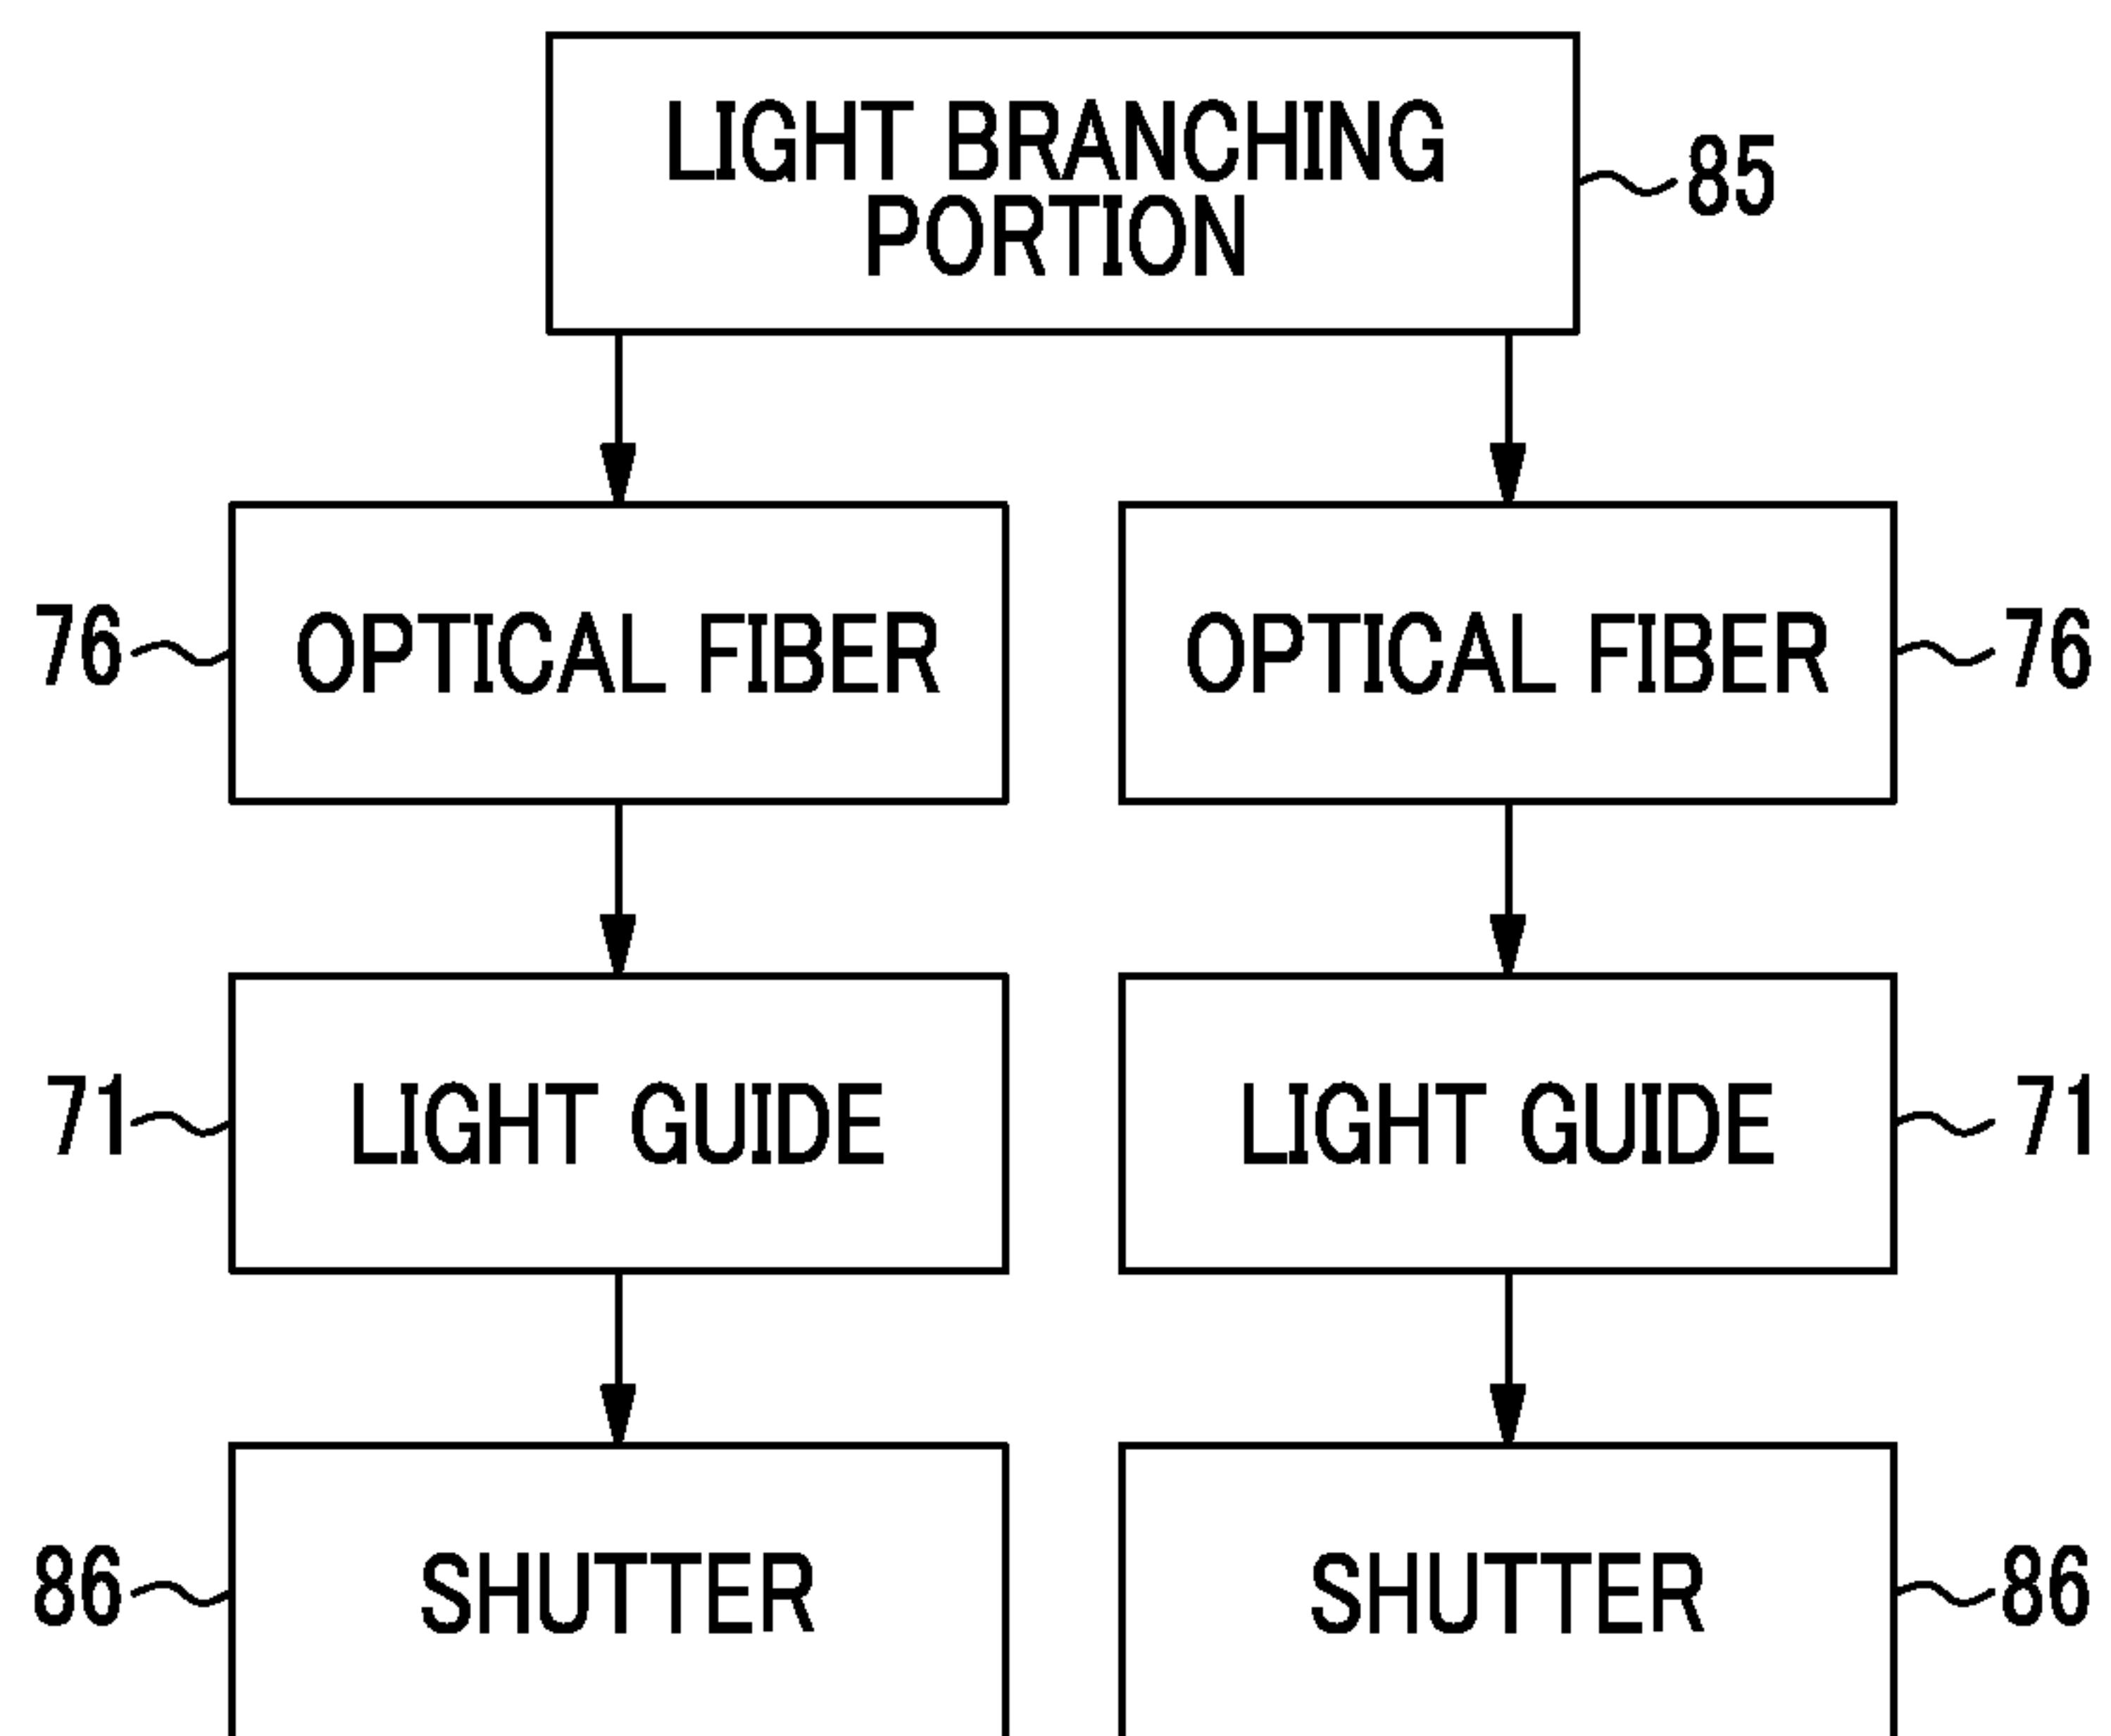 LIGHT BRANCHING
PORTION
85
76
OPTICAL FIBER
OPTICAL FIBER
76
71
LIGHT GUIDE
LIGHT GUIDE
71
86
SHUTTER
SHUTTER
86